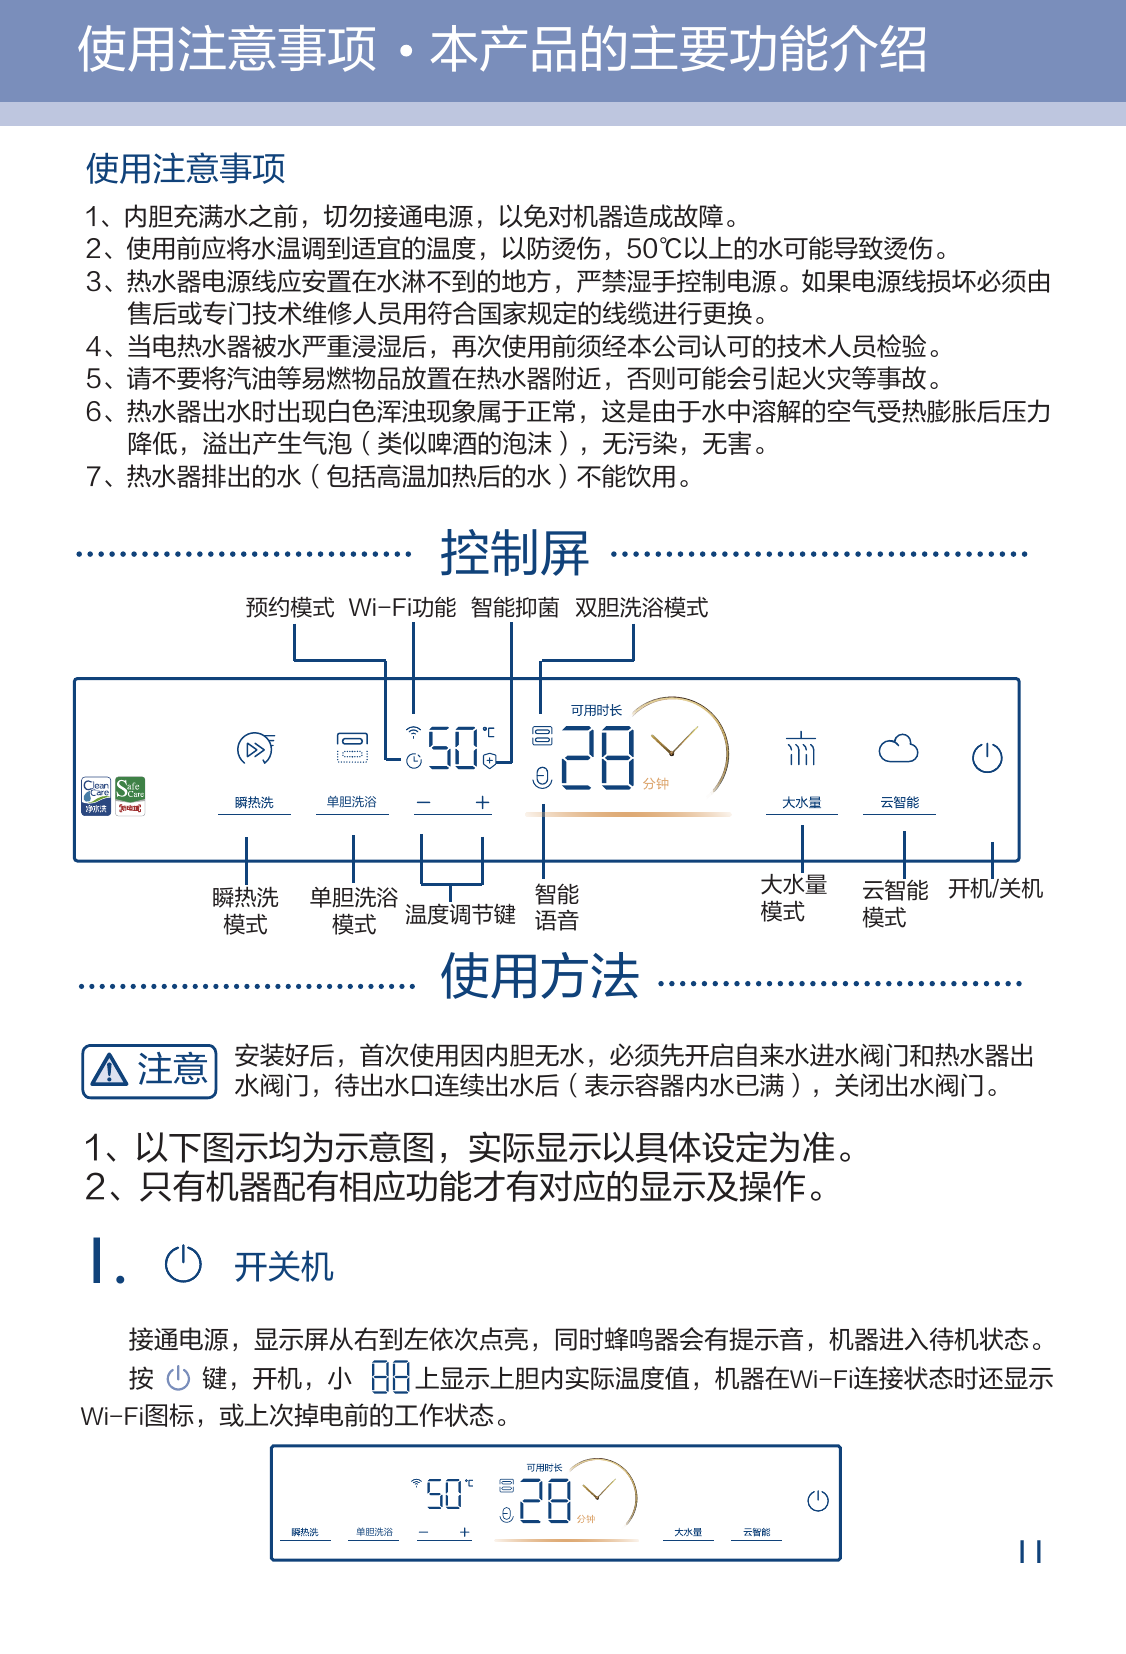 使用注意事项·本产品的主要功能介绍
使用注意事项
1、内胆充满水之前，切勿接通电源，以免对机器造成故障。
2、使用前应将水温调到适宜的温度，以防烫伤，50℃以上的水可能导致烫伤。
3、热水器电源线应安置在水淋不到的地方，严禁湿手控制电源。如果电源线损坏必须由
售后或专门技术维修人员用符合国家规定的线缆进行更换。
4、当电热水器被水严重浸湿后，再次使用前须经本公司认可的技术人员检验。
5、请不要将汽油等易燃物品放置在热水器附近，否则可能会引起火灾等事故。
6、热水器出水时出现白色浑浊现象属于正常，这是由于水中溶解的空气受热膨胀后压力
降低，溢出产生气泡（类似啤酒的泡沫），无污染，无害。
7、热水器排出的水（包括高温加热后的水）不能饮用。
控制屏
预约模式 Wi-Fi功能 智能抑菌 双胆洗浴模式
可用时长
50℃ 28 分钟
Clean Care 净水洗 Safe Care
瞬热洗 单胆洗浴 － ＋ 大水量 云智能
瞬热洗
模式
单胆洗浴
模式
温度调节键
智能
语音
大水量
模式
云智能
模式
开机/关机
使用方法
注意
安装好后，首次使用因内胆无水，必须先开启自来水进水阀门和热水器出
水阀门，待出水口连续出水后（表示容器内水已满），关闭出水阀门。
1、以下图示均为示意图，实际显示以具体设定为准。
2、只有机器配有相应功能才有对应的显示及操作。
1. 开关机
接通电源，显示屏从右到左依次点亮，同时蜂鸣器会有提示音，机器进入待机状态。
按 键，开机，小 88 上显示上胆内实际温度值，机器在Wi-Fi连接状态时还显示
Wi-Fi图标，或上次掉电前的工作状态。
可用时长
50℃ 28 分钟
瞬热洗 单胆洗浴 － ＋ 大水量 云智能
11